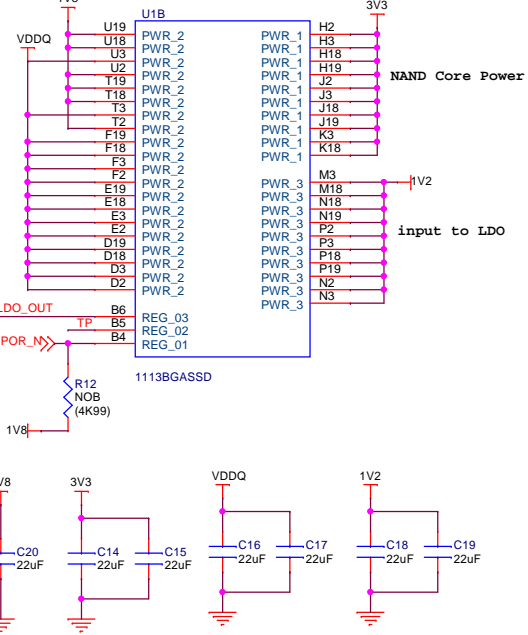 U1B
3V3
VDDQ
U19 PWR_2 PWR_1 H2
U18 PWR_2 PWR_1 H3
U3 PWR_2 PWR_1 H18
U2 PWR_2 PWR_1 H19
T19 PWR_2 PWR_1 J2
T18 PWR_2 PWR_1 J3
T3 PWR_2 PWR_1 J18
T2 PWR_2 PWR_1 J19
F19 PWR_2 PWR_1 K3
F18 PWR_2 PWR_1 K18
NAND Core Power
F3 PWR_2
F2 PWR_2 PWR_3 M3
1V2
E19 PWR_2 PWR_3 M18
E18 PWR_2 PWR_3 N18
E3 PWR_2 PWR_3 N19
E2 PWR_2 PWR_3 P2
D19 PWR_2 PWR_3 P3
D18 PWR_2 PWR_3 P18
D3 PWR_2 PWR_3 P19
D2 PWR_2 PWR_3 N2
PWR_3 N3
input to LDO
LDO_OUT B6 REG_03
TP B5 REG_02
POR_N B4 REG_01
1113BGASSD
R12
NOB
(4K99)
1V8
V8 3V3 VDDQ 1V2
C20 C14 C15 C16 C17 C18 C19
22uF 22uF 22uF 22uF 22uF 22uF 22uF